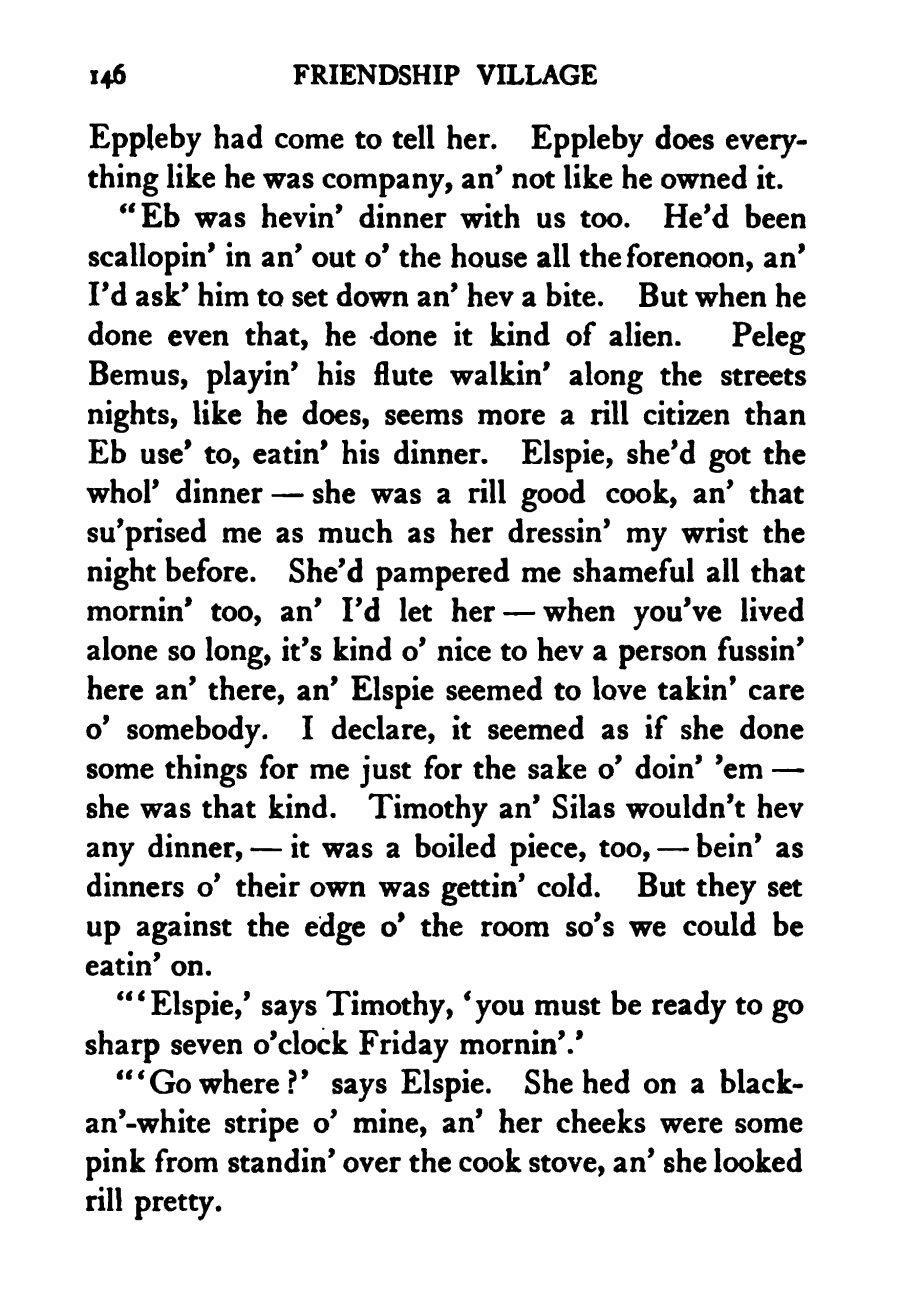 146 FRIENDSHIP VILLAGE
Eppleby had come to tell her. Eppleby does every-
thing like he was company, an' not like he owned it.
"Eb was hevin' dinner with us too. He'd been
scallopin' in an' out o' the house all the forenoon, an'
I'd ask' him to set down an' hev a bite. But when he
done even that, he done it kind of alien. Peleg
Bemus, playin' his flute walkin' along the streets
nights, like he does, seems more a rill citizen than
Eb use' to, eatin' his dinner. Elspie, she'd got the
whol' dinner — she was a rill good cook, an' that
su'prised me as much as her dressin' my wrist the
night before. She'd pampered me shameful all that
mornin' too, an' I'd let her — when you've lived
alone so long, it's kind o' nice to hev a person fussin'
here an' there, an' Elspie seemed to love takin' care
o' somebody. I declare, it seemed as if she done
some things for me just for the sake o' doin' 'em —
she was that kind. Timothy an' Silas wouldn't hev
any dinner, — it was a boiled piece, too, — bein' as
dinners o' their own was gettin' cold. But they set
up against the edge o' the room so's we could be
eatin' on.
"'Elspie,' says Timothy, 'you must be ready to go
sharp seven o'clock Friday mornin'.'
"'Go where?' says Elspie. She hed on a black-
an'-white stripe o' mine, an' her cheeks were some
pink from standin' over the cook stove, an' she looked
rill pretty.